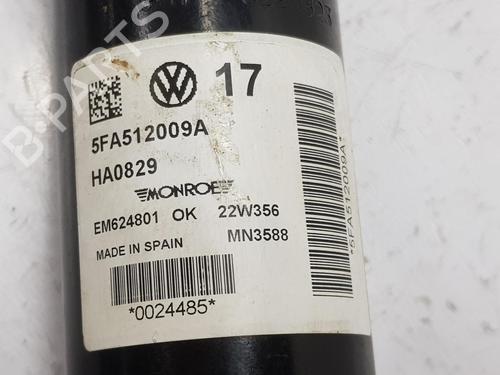 17
5FA512009A
HA0829
MONROE
EM624801 OK 22W356
MADE IN SPAIN MN3588
*0024485*
*5FA512009A*
B-PARTS